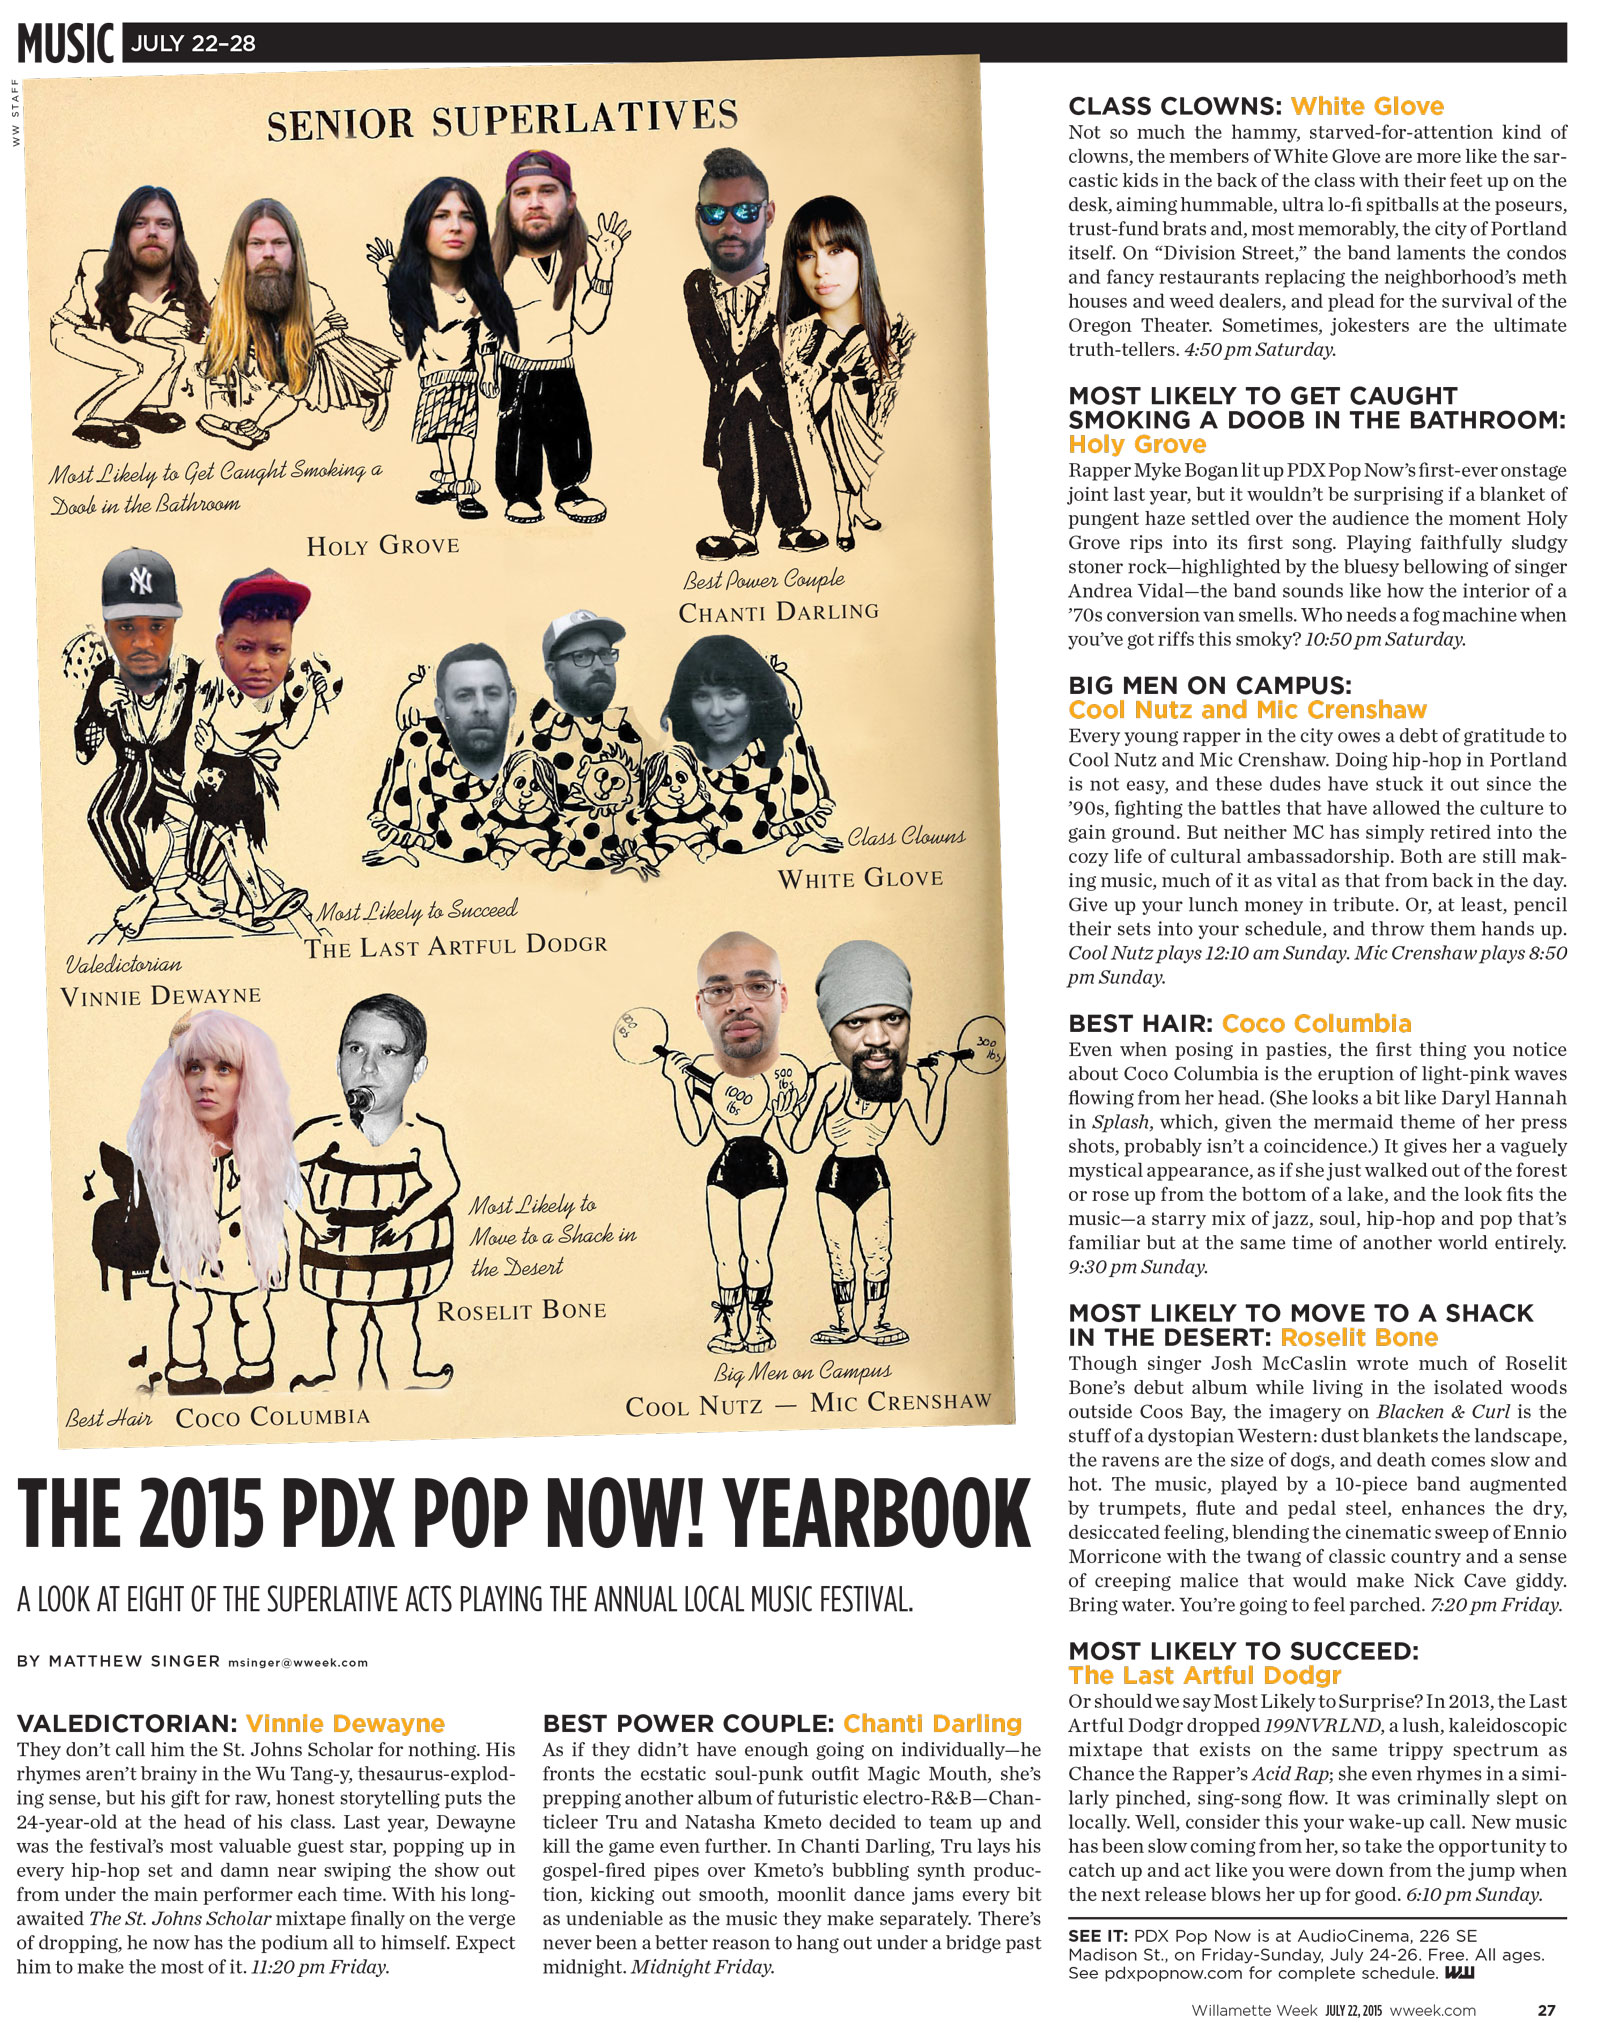 MUSIC JULY 22–28
WW STAFF
SENIOR SUPERLATIVES
Most Likely to Get Caught Smoking a
Doob in the Bathroom
HOLY GROVE
Best Power Couple
CHANTI DARLING
NY
Class Clowns
WHITE GLOVE
Most Likely to Succeed
THE LAST ARTFUL DODGR
Valedictorian
VINNIE DEWAYNE
300 lbs
1000 lbs
500 lbs
Most Likely to
Move to a Shack in
the Desert
ROSELIT BONE
Big Men on Campus
COOL NUTZ — MIC CRENSHAW
Best Hair COCO COLUMBIA
THE 2015 PDX POP NOW! YEARBOOK
A LOOK AT EIGHT OF THE SUPERLATIVE ACTS PLAYING THE ANNUAL LOCAL MUSIC FESTIVAL.
BY MATTHEW SINGER msinger@wweek.com
VALEDICTORIAN: Vinnie Dewayne
They don't call him the St. Johns Scholar for nothing. His
rhymes aren't brainy in the Wu Tang-y, thesaurus-explod-
ing sense, but his gift for raw, honest storytelling puts the
24-year-old at the head of his class. Last year, Dewayne
was the festival's most valuable guest star, popping up in
every hip-hop set and damn near swiping the show out
from under the main performer each time. With his long-
awaited The St. Johns Scholar mixtape finally on the verge
of dropping, he now has the podium all to himself. Expect
him to make the most of it. 11:20 pm Friday.
BEST POWER COUPLE: Chanti Darling
As if they didn't have enough going on individually—he
fronts the ecstatic soul-punk outfit Magic Mouth, she's
prepping another album of futuristic electro-R&B—Chan-
ticleer Tru and Natasha Kmeto decided to team up and
kill the game even further. In Chanti Darling, Tru lays his
gospel-fired pipes over Kmeto's bubbling synth produc-
tion, kicking out smooth, moonlit dance jams every bit
as undeniable as the music they make separately. There's
never been a better reason to hang out under a bridge past
midnight. Midnight Friday.
CLASS CLOWNS: White Glove
Not so much the hammy, starved-for-attention kind of
clowns, the members of White Glove are more like the sar-
castic kids in the back of the class with their feet up on the
desk, aiming hummable, ultra lo-fi spitballs at the poseurs,
trust-fund brats and, most memorably, the city of Portland
itself. On “Division Street,” the band laments the condos
and fancy restaurants replacing the neighborhood's meth
houses and weed dealers, and plead for the survival of the
Oregon Theater. Sometimes, jokesters are the ultimate
truth-tellers. 4:50 pm Saturday.
MOST LIKELY TO GET CAUGHT
SMOKING A DOOB IN THE BATHROOM:
Holy Grove
Rapper Myke Bogan lit up PDX Pop Now's first-ever onstage
joint last year, but it wouldn't be surprising if a blanket of
pungent haze settled over the audience the moment Holy
Grove rips into its first song. Playing faithfully sludgy
stoner rock—highlighted by the bluesy bellowing of singer
Andrea Vidal—the band sounds like how the interior of a
'70s conversion van smells. Who needs a fog machine when
you've got riffs this smoky? 10:50 pm Saturday.
BIG MEN ON CAMPUS:
Cool Nutz and Mic Crenshaw
Every young rapper in the city owes a debt of gratitude to
Cool Nutz and Mic Crenshaw. Doing hip-hop in Portland
is not easy, and these dudes have stuck it out since the
'90s, fighting the battles that have allowed the culture to
gain ground. But neither MC has simply retired into the
cozy life of cultural ambassadorship. Both are still mak-
ing music, much of it as vital as that from back in the day.
Give up your lunch money in tribute. Or, at least, pencil
their sets into your schedule, and throw them hands up.
Cool Nutz plays 12:10 am Sunday. Mic Crenshaw plays 8:50
pm Sunday.
BEST HAIR: Coco Columbia
Even when posing in pasties, the first thing you notice
about Coco Columbia is the eruption of light-pink waves
flowing from her head. (She looks a bit like Daryl Hannah
in Splash, which, given the mermaid theme of her press
shots, probably isn't a coincidence.) It gives her a vaguely
mystical appearance, as if she just walked out of the forest
or rose up from the bottom of a lake, and the look fits the
music—a starry mix of jazz, soul, hip-hop and pop that's
familiar but at the same time of another world entirely.
9:30 pm Sunday.
MOST LIKELY TO MOVE TO A SHACK
IN THE DESERT: Roselit Bone
Though singer Josh McCaslin wrote much of Roselit
Bone's debut album while living in the isolated woods
outside Coos Bay, the imagery on Blacken & Curl is the
stuff of a dystopian Western: dust blankets the landscape,
the ravens are the size of dogs, and death comes slow and
hot. The music, played by a 10-piece band augmented
by trumpets, flute and pedal steel, enhances the dry,
desiccated feeling, blending the cinematic sweep of Ennio
Morricone with the twang of classic country and a sense
of creeping malice that would make Nick Cave giddy.
Bring water. You're going to feel parched. 7:20 pm Friday.
MOST LIKELY TO SUCCEED:
The Last Artful Dodgr
Or should we say Most Likely to Surprise? In 2013, the Last
Artful Dodgr dropped 199NVRLND, a lush, kaleidoscopic
mixtape that exists on the same trippy spectrum as
Chance the Rapper's Acid Rap; she even rhymes in a simi-
larly pinched, sing-song flow. It was criminally slept on
locally. Well, consider this your wake-up call. New music
has been slow coming from her, so take the opportunity to
catch up and act like you were down from the jump when
the next release blows her up for good. 6:10 pm Sunday.
SEE IT: PDX Pop Now is at AudioCinema, 226 SE
Madison St., on Friday-Sunday, July 24-26. Free. All ages.
See pdxpopnow.com for complete schedule. WW
Willamette Week JULY 22, 2015 wweek.com 27